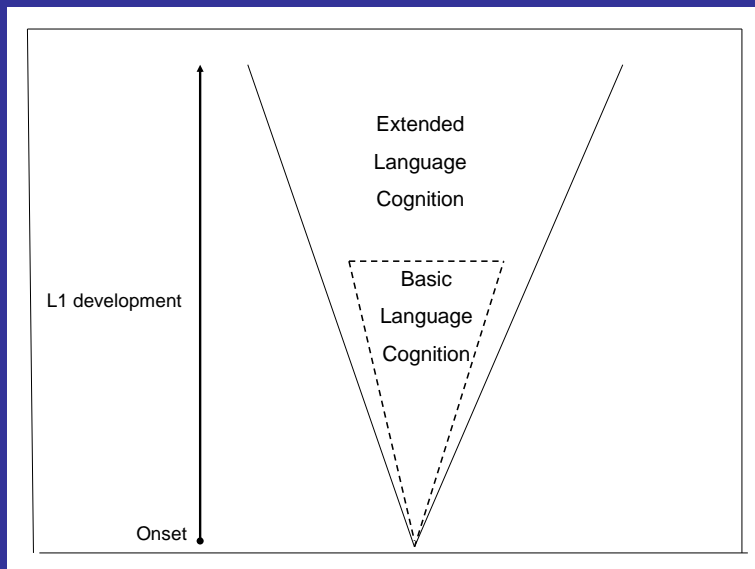 Extended
Language
Cognition
Basic
Language
Cognition
L1 development
Onset